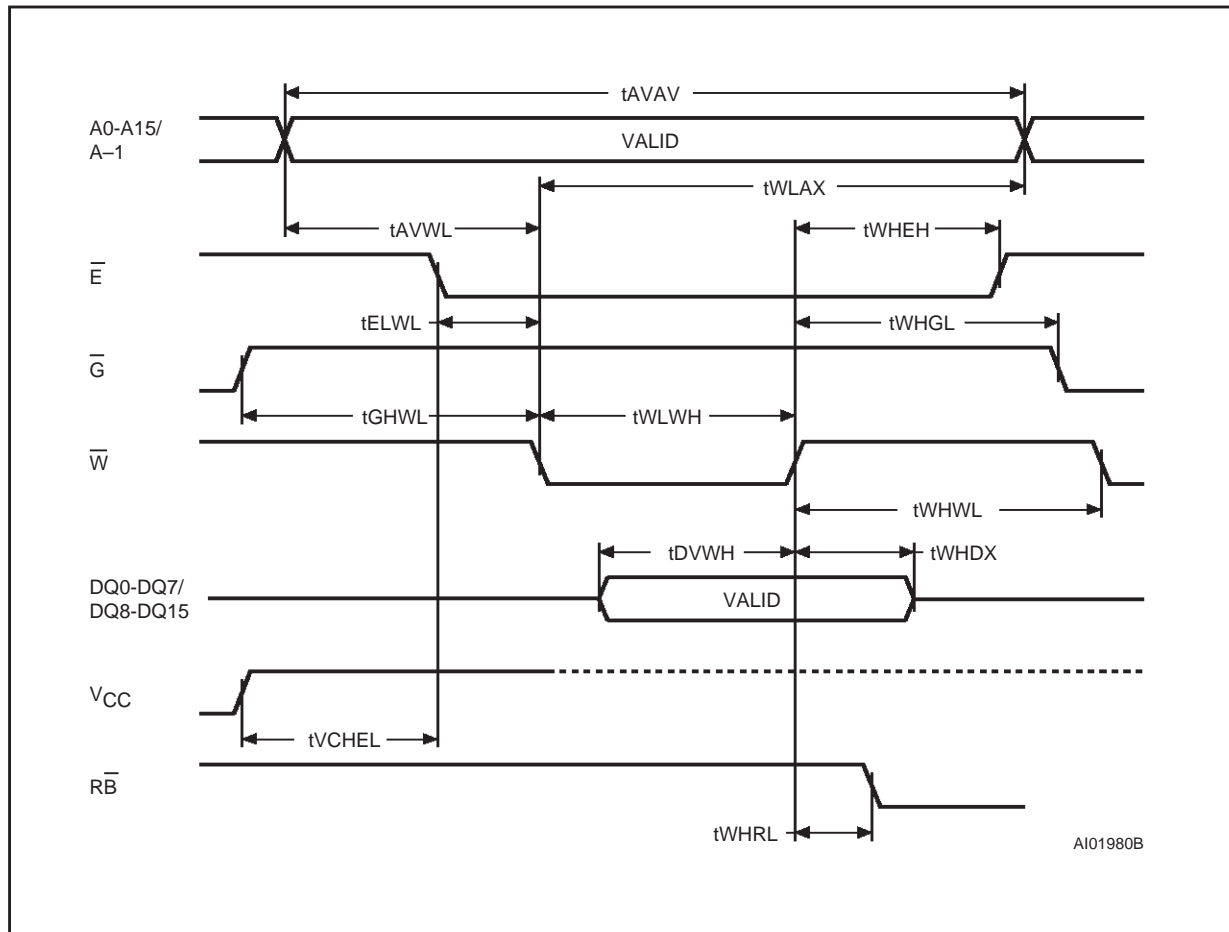 tAVAV
A0-A15/
A–1
VALID
tWLAX
tAVWL
tWHEH
E̅
tELWL
tWHGL
G̅
tGHWL
tWLWH
W̅
tWHWL
tDVWH
tWHDX
DQ0-DQ7/
DQ8-DQ15
VALID
VCC
tVCHEL
RB̅
tWHRL
AI01980B